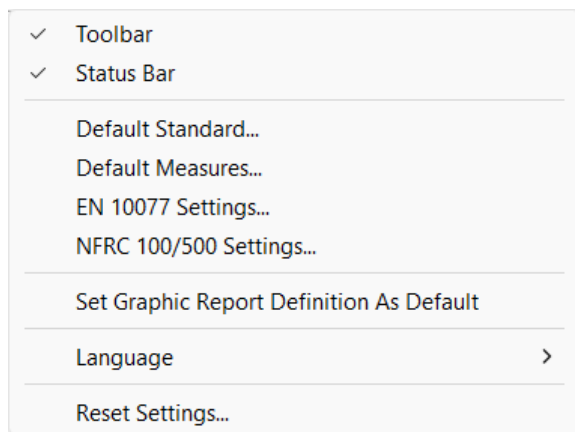 Toolbar
Status Bar
Default Standard...
Default Measures...
EN 10077 Settings...
NFRC 100/500 Settings...
Set Graphic Report Definition As Default
Language
Reset Settings...